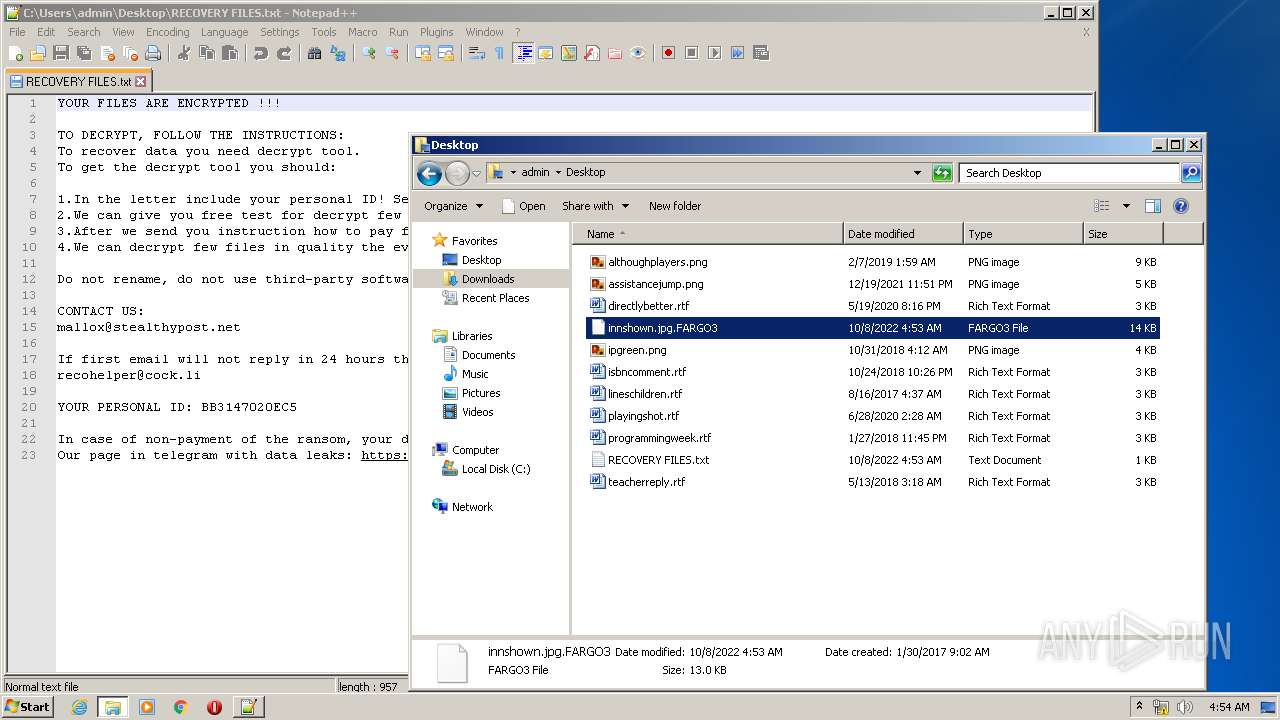 C:\Users\admin\Desktop\RECOVERY FILES.txt - Notepad++
File Edit Search View Encoding Language Settings Tools Macro Run Plugins Window ? X
RECOVERY FILES.txt
1 YOUR FILES ARE ENCRYPTED !!!
2
3 TO DECRYPT, FOLLOW THE INSTRUCTIONS:
4 To recover data you need decrypt tool.
5 To get the decrypt tool you should:
6
7 1.In the letter include your personal ID! Se
8 2.We can give you free test for decrypt few
9 3.After we send you instruction how to pay f
10 4.We can decrypt few files in quality the ev
11
12 Do not rename, do not use third-party softwa
13
14 CONTACT US:
15 mallox@stealthypost.net
16
17 If first email will not reply in 24 hours th
18 recohelper@cock.li
19
20 YOUR PERSONAL ID: BB3147020EC5
21
22 In case of non-payment of the ransom, your d
23 Our page in telegram with data leaks: https:
Normal text file length : 957
Desktop
admin Desktop Search Desktop
Organize Open Share with New folder
Favorites
Desktop
Downloads
Recent Places
Libraries
Documents
Music
Pictures
Videos
Computer
Local Disk (C:)
Network
Name Date modified Type Size
althoughplayers.png 2/7/2019 1:59 AM PNG image 9 KB
assistancejump.png 12/19/2021 11:51 PM PNG image KB
directlybetter.rtf 5/19/2020 8:16 PM Rich Text Format 3 KB
innshown.jpg.FARGO3 10/8/2022 4:53 AM FARGO3 File 14 KB
ipgreen.png 10/31/2018 4:12 AM PNG image 4 KB
isbncomment.rtf 10/24/2018 10:26 PM Rich Text Format 3 KB
lineschildren.rtf 8/16/2017 4:37 AM Rich Text Format 3 KB
playingshot.rtf 6/28/2020 2:28 AM Rich Text Format 3 KB
programmingweek.rtf 1/27/2018 11:45 PM Rich Text Format KB
RECOVERY FILES.txt 10/8/2022 4:53 AM Text Document 1 KB
teacherreply.rtf 5/13/2018 3:18 AM Rich Text Format 3 KB
innshown.jpg.FARGO3 Date modified: 10/8/2022 4:53 AM Date created: 1/30/2017 9:02 AM
FARGO3 File Size: 13.0 KB
ANY RUN
Start 4:54 AM